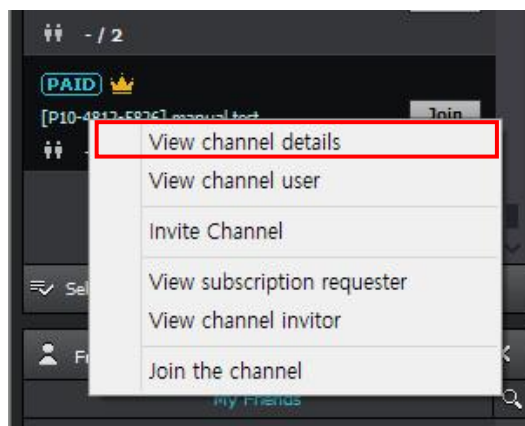 - / 2
PAID
[P10-4812-5826] manual test
Join
View channel details
View channel user
Invite Channel
View subscription requester
View channel invitor
Join the channel
Sel
My Friends